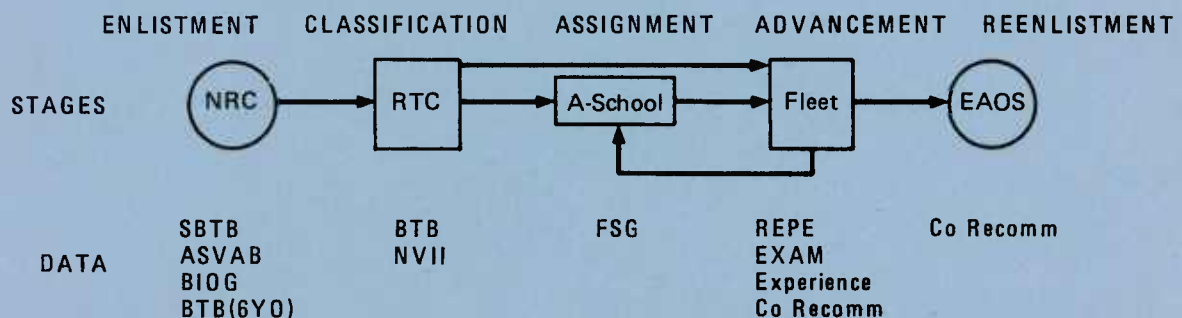 ENLISTMENT CLASSIFICATION ASSIGNMENT ADVANCEMENT REENLISTMENT
STAGES NRC RTC A-School Fleet EAOS
SBTB BTB FSG REPE Co Recomm
ASVAB NVII EXAM
DATA BIOG Experience
BTB(6YO) Co Recomm